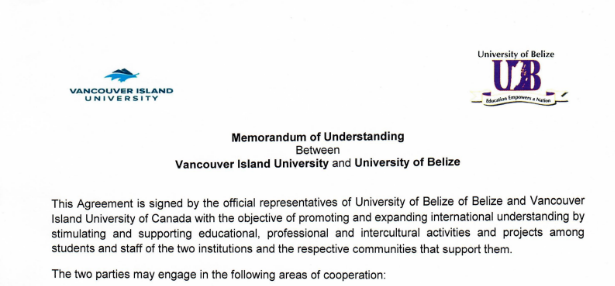 University of Belize
UB
Education Empowers a Nation
VANCOUVER ISLAND
UNIVERSITY
Memorandum of Understanding
Between
Vancouver Island University and University of Belize
This Agreement is signed by the official representatives of University of Belize of Belize and Vancouver
Island University of Canada with the objective of promoting and expanding international understanding by
stimulating and supporting educational, professional and intercultural activities and projects among
students and staff of the two institutions and the respective communities that support them.
The two parties may engage in the following areas of cooperation: